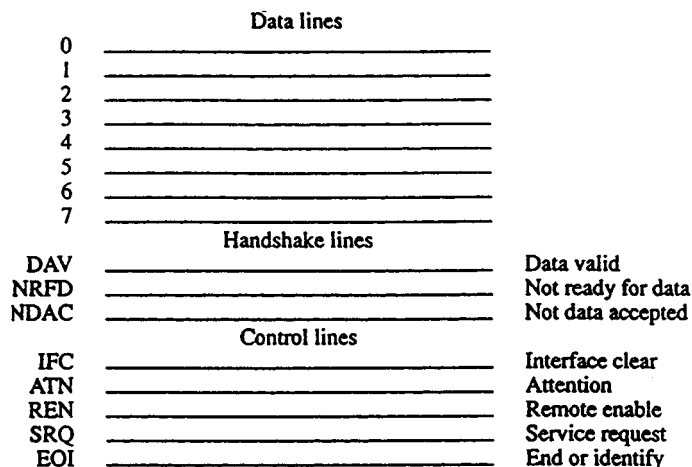 Data lines
0
1
2
3
4
5
6
7
Handshake lines
DAV Data valid
NRFD Not ready for data
NDAC Not data accepted
Control lines
IFC Interface clear
ATN Attention
REN Remote enable
SRQ Service request
EOI End or identify